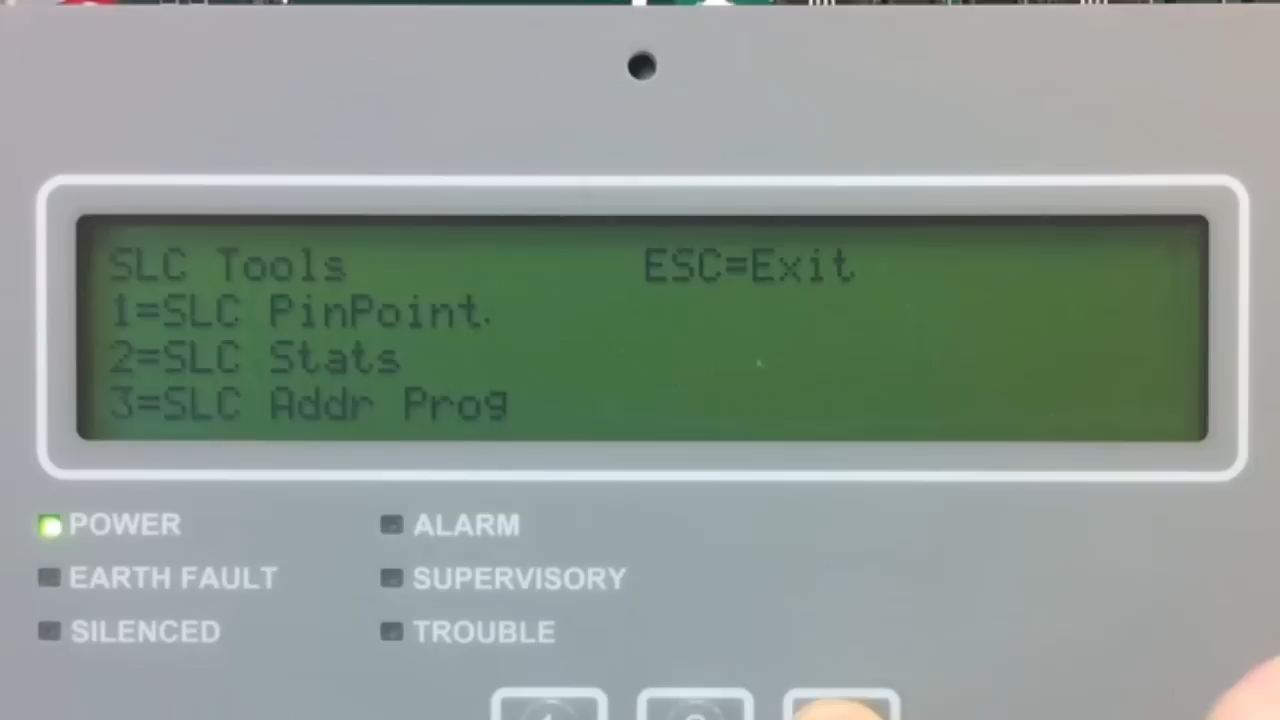 SLC Tools ESC=Exit
1=SLC PinPoint
2=SLC Stats
3=SLC Addr Prog
POWER ALARM
EARTH FAULT SUPERVISORY
SILENCED TROUBLE